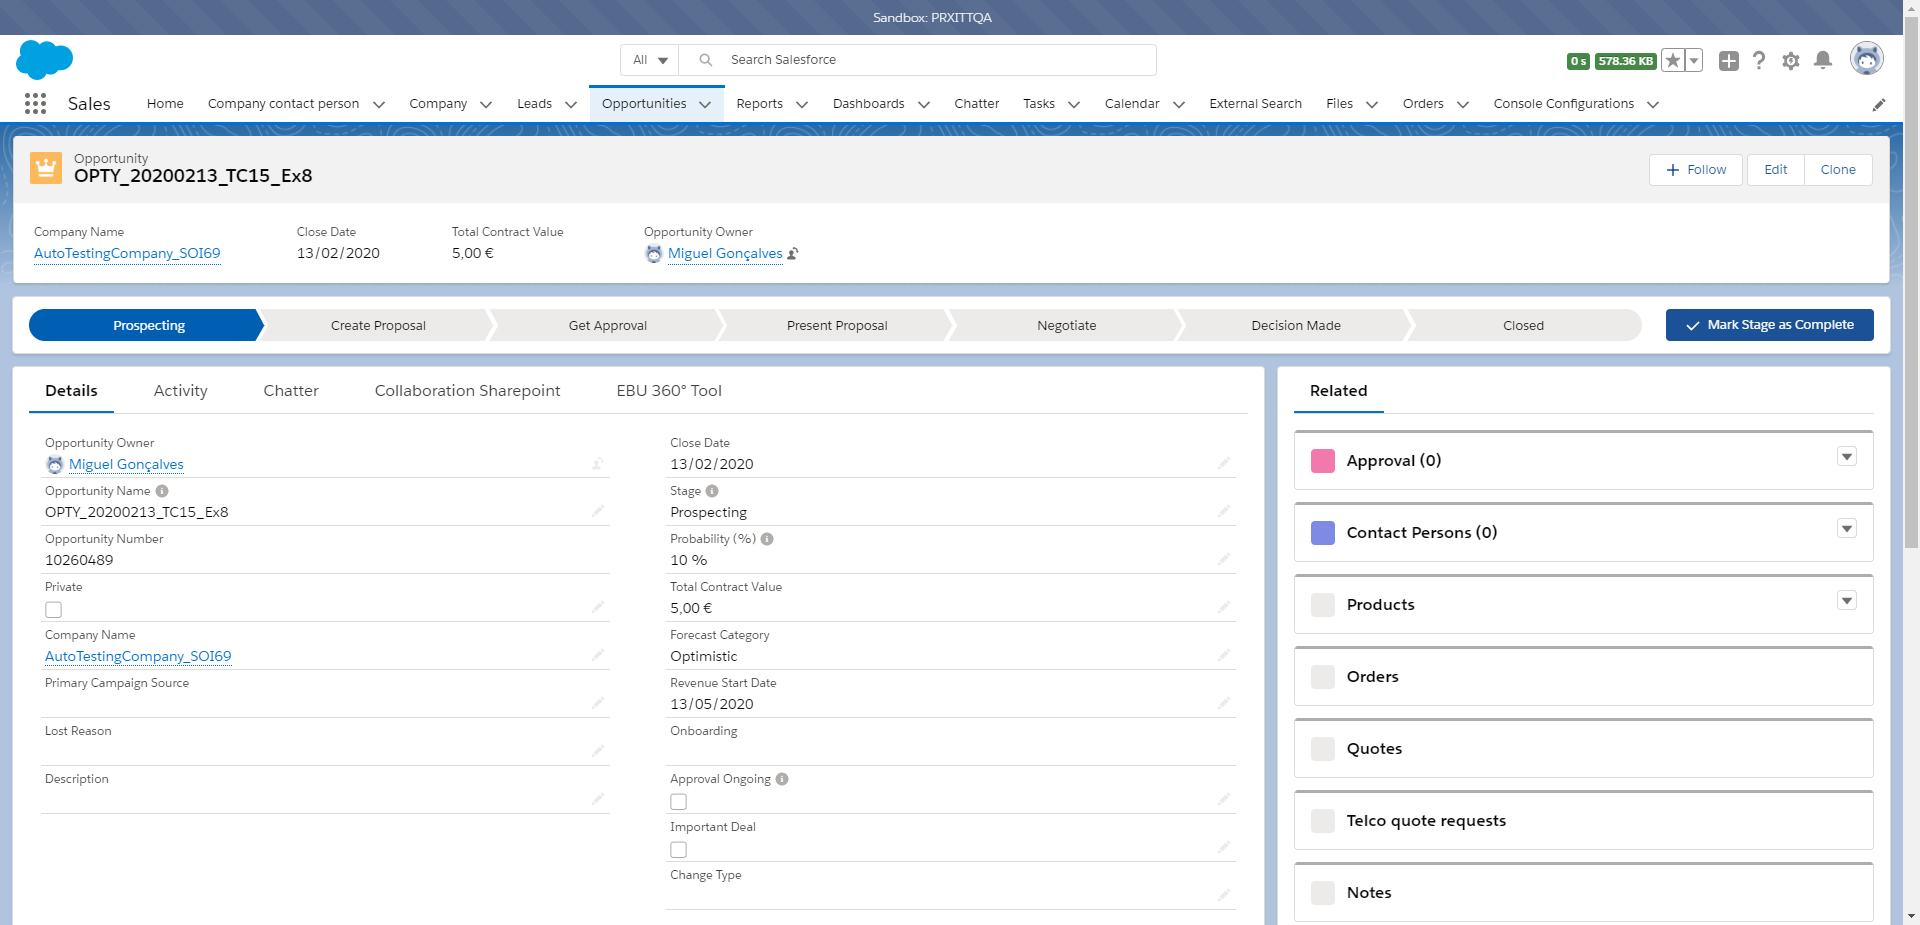 Sandbox: PRXITTQA
All
Search Salesforce
0 s 578.36 KB
Sales Home Company contact person Company Leads Opportunities Reports Dashboards Chatter Tasks Calendar External Search Files Orders Console Configurations
Opportunity
OPTY_20200213_TC15_Ex8
Follow Edit Clone
Company Name Close Date Total Contract Value Opportunity Owner
AutoTestingCompany_SOI69 13/02/2020 5,00 € Miguel Gonçalves
Prospecting Create Proposal Get Approval Present Proposal Negotiate Decision Made Closed Mark Stage as Complete
Details Activity Chatter Collaboration Sharepoint EBU 360° Tool
Opportunity Owner
Miguel Gonçalves
Opportunity Name
OPTY_20200213_TC15_Ex8
Opportunity Number
10260489
Private
Company Name
AutoTestingCompany_SOI69
Primary Campaign Source
Lost Reason
Description
Close Date
13/02/2020
Stage
Prospecting
Probability (%)
10 %
Total Contract Value
5,00 €
Forecast Category
Optimistic
Revenue Start Date
13/05/2020
Onboarding
Approval Ongoing
Important Deal
Change Type
Related
Approval (0)
Contact Persons (0)
Products
Orders
Quotes
Telco quote requests
Notes